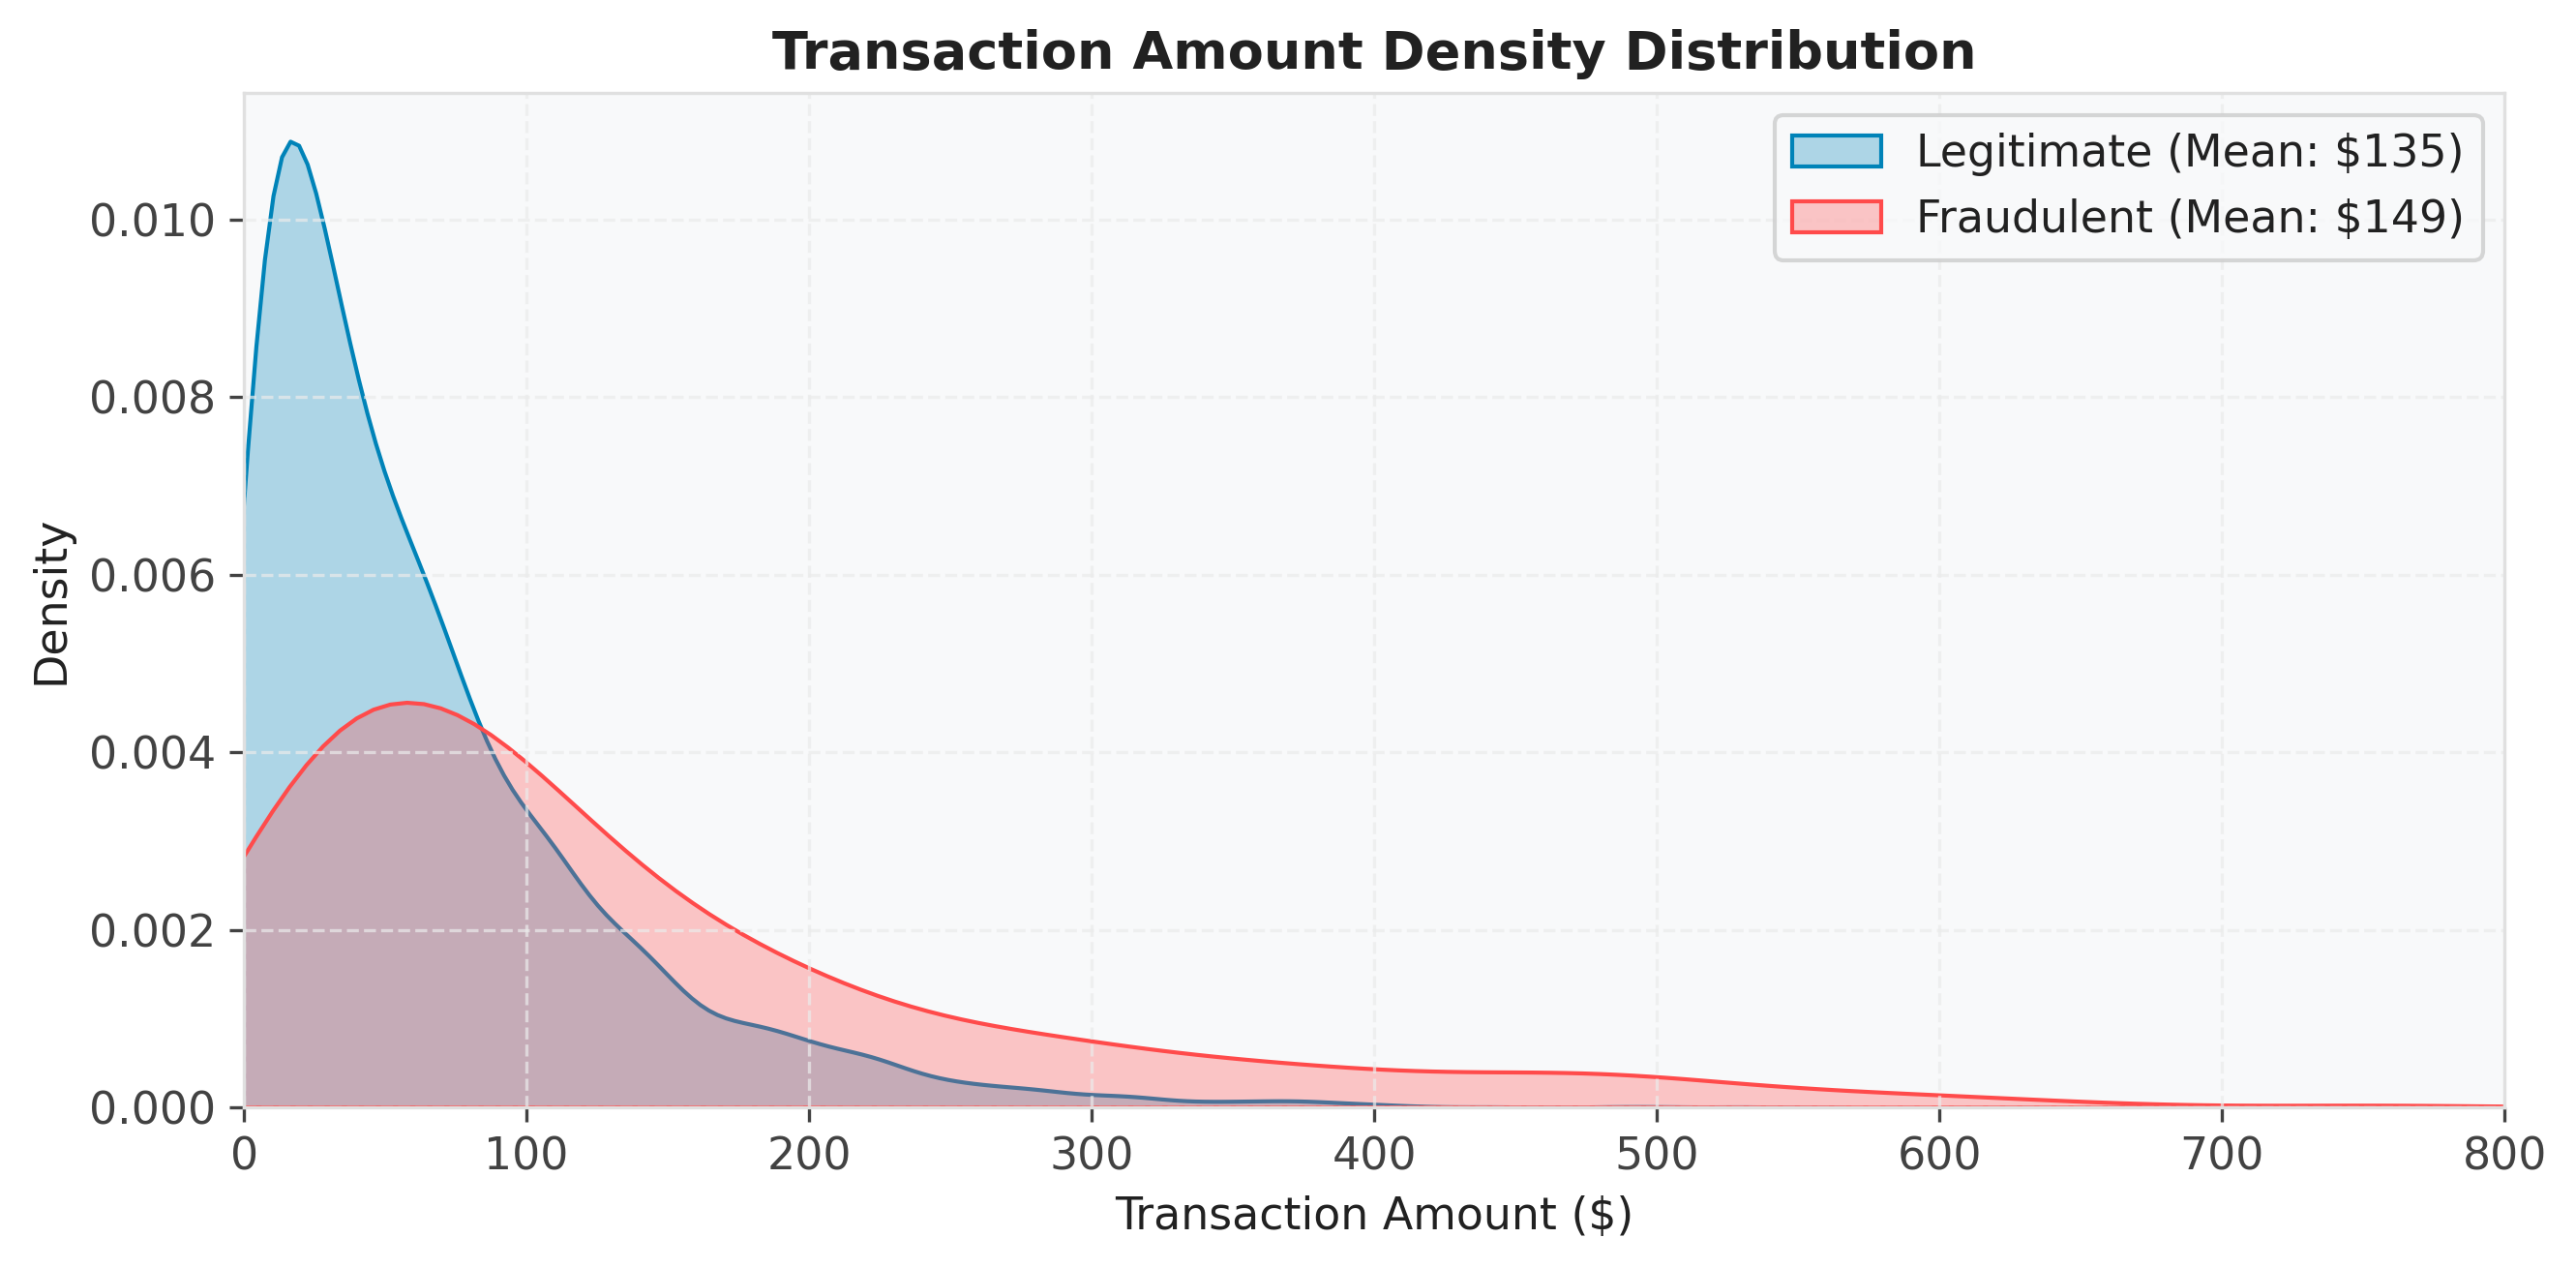 Transaction Amount Density Distribution
Legitimate (Mean: $135)
Fraudulent (Mean: $149)
Density
0.010
0.008
0.006
0.004
0.002
0.000
0 100 200 300 400 500 600 700 800
Transaction Amount ($)